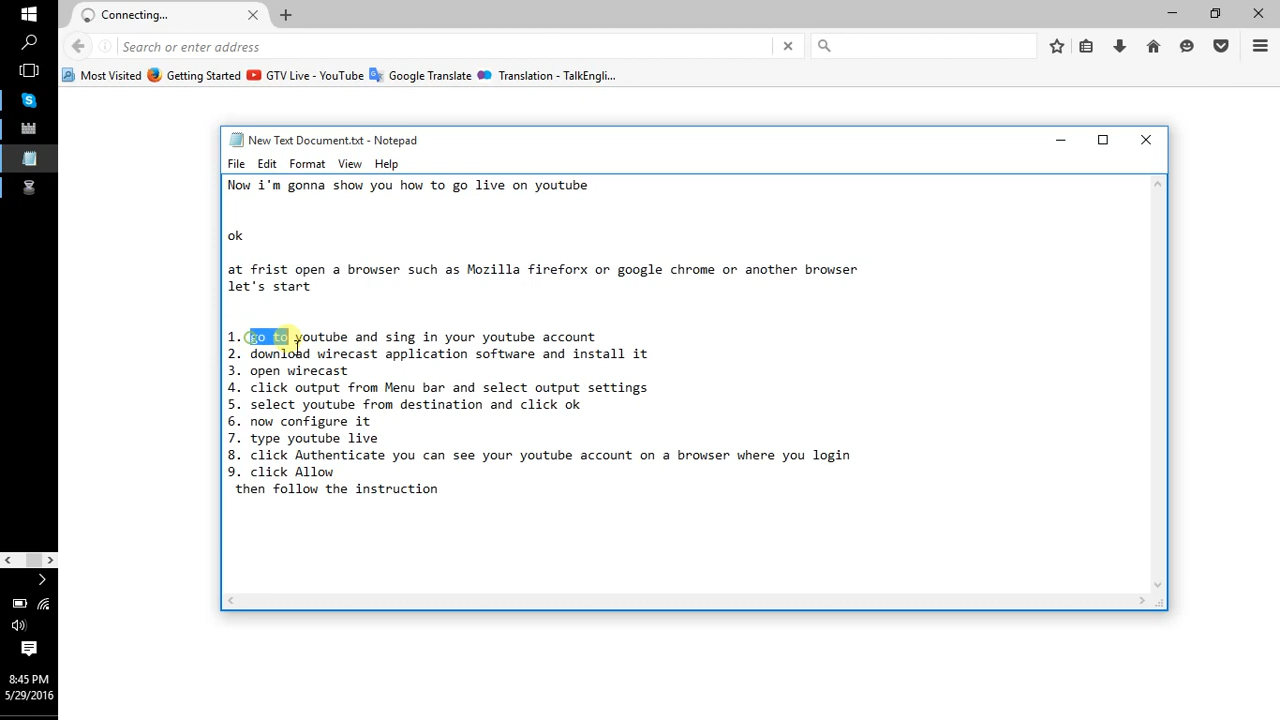 Connecting...
Search or enter address
Most Visited Getting Started GTV Live - YouTube Google Translate Translation - TalkEngli...
New Text Document.txt - Notepad
File Edit Format View Help
Now i'm gonna show you how to go live on youtube
ok
at frist open a browser such as Mozilla fireforx or google chrome or another browser
let's start
1. go to youtube and sing in your youtube account
2. download wirecast application software and install it
3. open wirecast
4. click output from Menu bar and select output settings
5. select youtube from destination and click ok
6. now configure it
7. type youtube live
8. click Authenticate you can see your youtube account on a browser where you login
9. click Allow
then follow the instruction
8:45 PM
5/29/2016